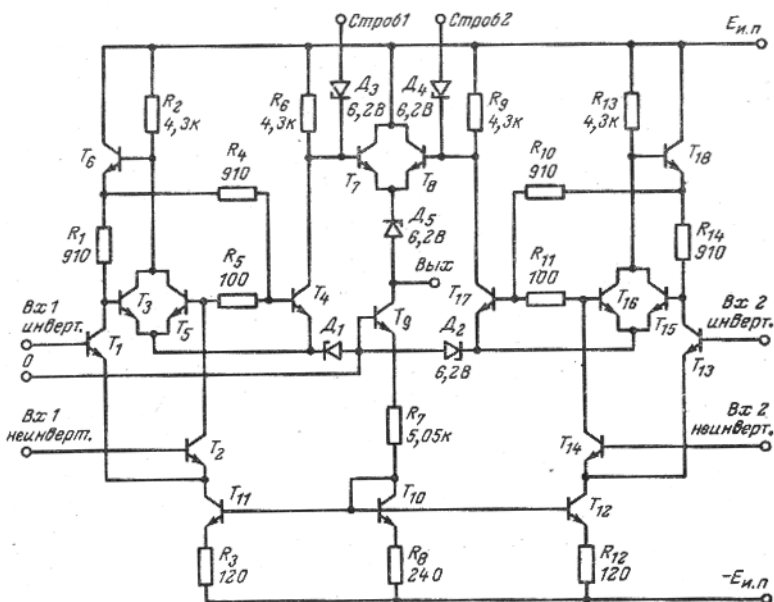 Строб1
Строб2
Eи.п
R2
4,3к
R6
4,3к
Д3
6,2В
Д4
6,2В
R9
4,3к
R13
4,3к
T6
R4
910
T7
T8
R10
910
T18
R1
910
Д5
6,2В
R14
910
R5
100
Вых
R11
100
T3
T5
T4
T17
T16
T15
Вх 1
инверт.
T1
Д1
T9
Д2
6,2В
Вх 2
инверт.
T13
0
Вх 1
неинверт.
R7
5,05к
Вх 2
неинверт.
T2
T14
T11
T10
T12
R3
120
R8
240
R12
120
-Eи.п